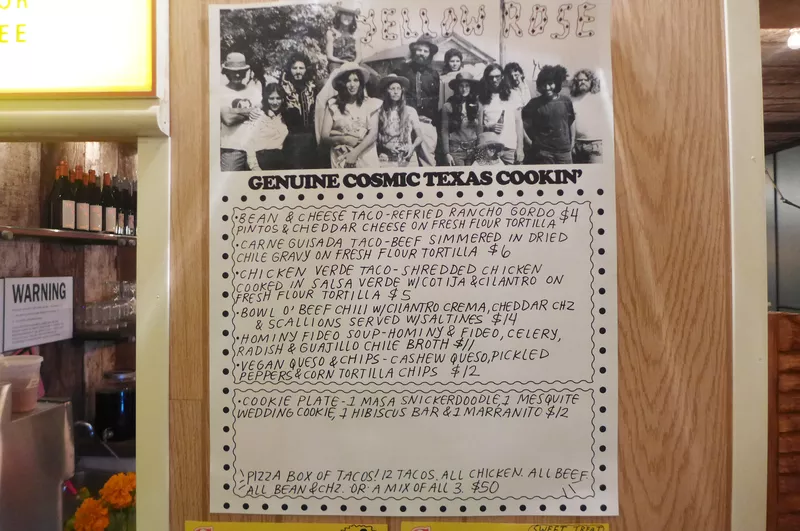 EE
YELLOW ROSE
GENUINE COSMIC TEXAS COOKIN'
• BEAN & CHEESE TACO-REFRIED RANCHO GORDO $4
PINTOS & CHEDDAR CHEESE ON FRESH FLOUR TORTILLA
• CARNE GUISADA TACO-BEEF SIMMERED IN DRIED
CHILE GRAVY ON FRESH FLOUR TORTILLA $6
• CHICKEN VERDE TACO-SHREDDED CHICKEN
COOKED IN SALSA VERDE W/COTIJA & CILANTRO ON
FRESH FLOUR TORTILLA $5
• BOWL O' BEEF CHILI W/CILANTRO CREMA, CHEDDAR CHZ
& SCALLIONS SERVED W/SALTINES $14
• HOMINY FIDEO SOUP-HOMINY & FIDEO, CELERY,
RADISH & GUAJILLO CHILE BROTH $11
• VEGAN QUESO & CHIPS - CASHEW QUESO, PICKLED
PEPPERS & CORN TORTILLA CHIPS $12
• COOKIE PLATE-1 MASA SNICKERDOODLE, 1 MESQUITE
WEDDING COOKIE, 1 HIBISCUS BAR & 1 MARRANITO $12
PIZZA BOX OF TACOS! 12 TACOS. ALL CHICKEN. ALL BEEF.
ALL BEAN & CHZ. OR A MIX OF ALL 3. $50
WARNING